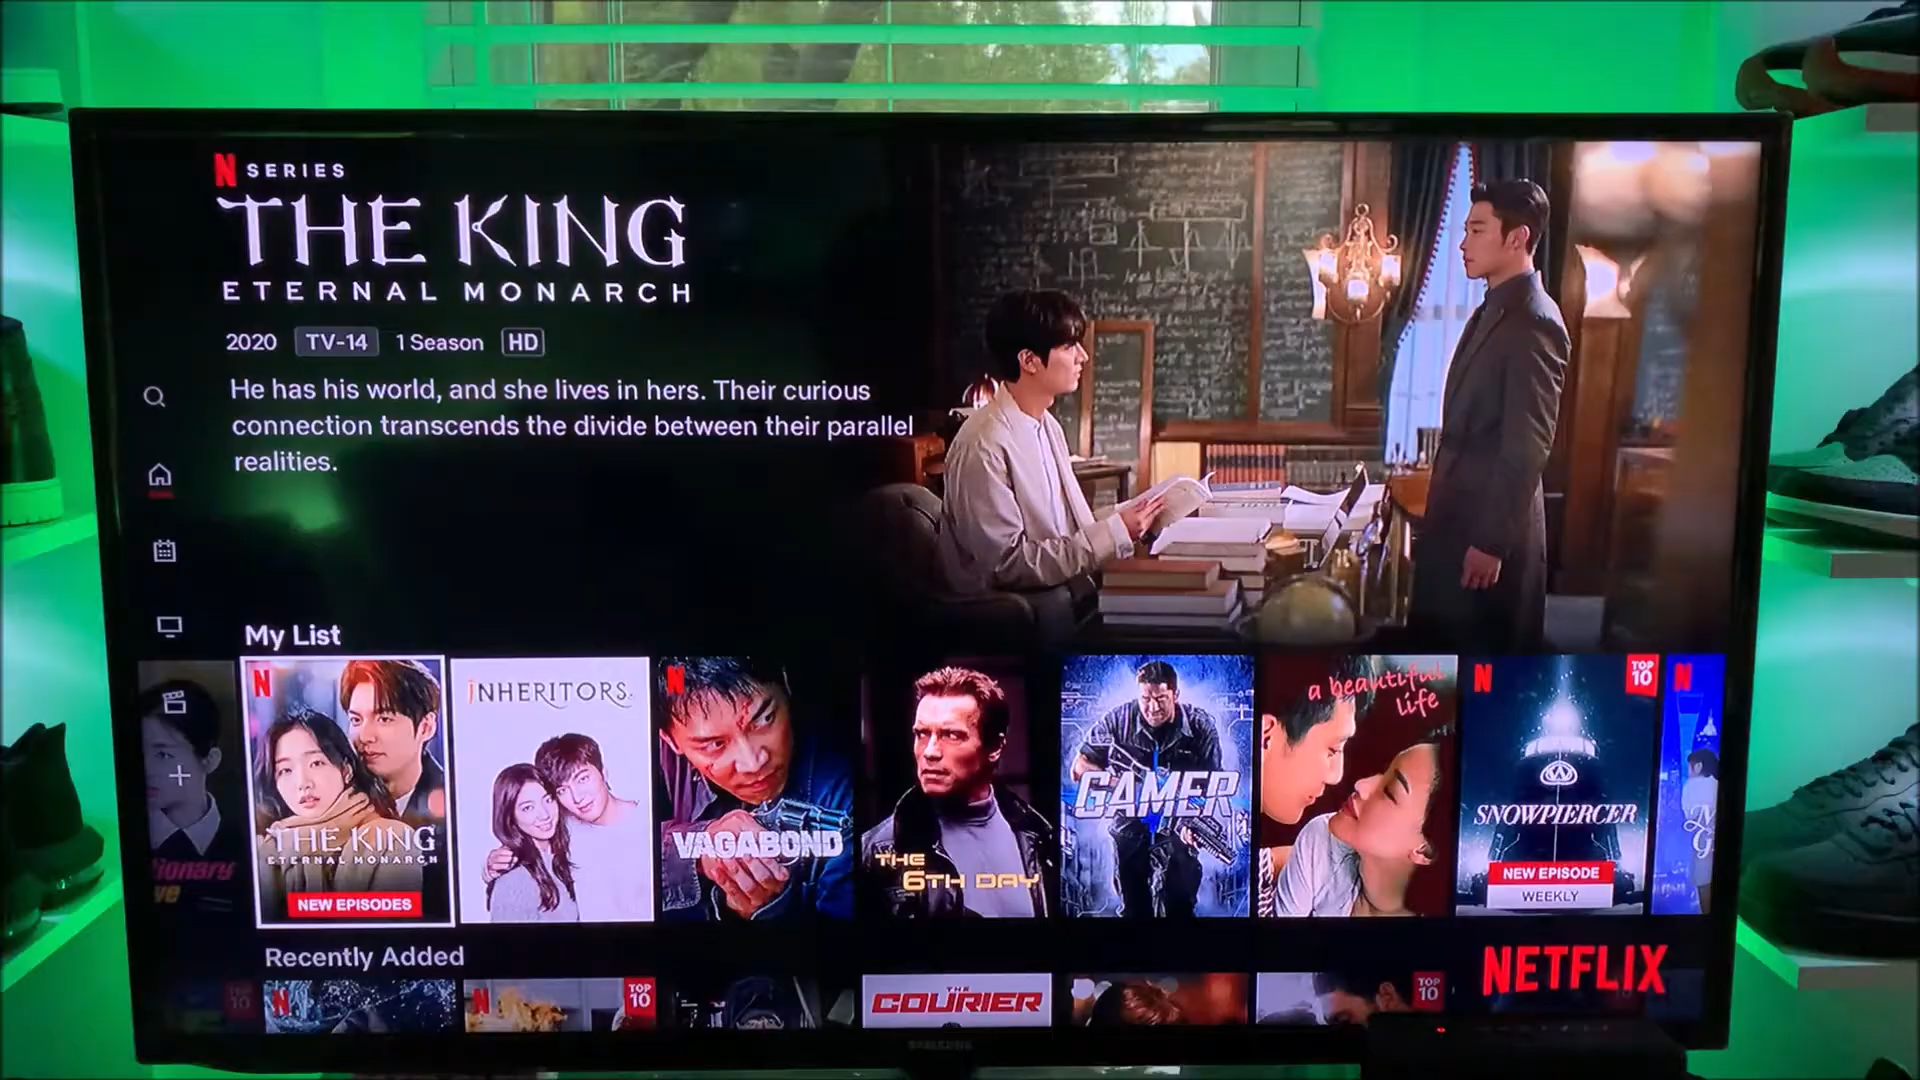 N SERIES
THE KING
ETERNAL MONARCH
2020 TV-14 1 Season HD
He has his world, and she lives in hers. Their curious
connection transcends the divide between their parallel
realities.
My List
N
THE KING
ETERNAL MONARCH
NEW EPISODES
INHERITORS
N
VAGABOND
THE
6TH DAY
GAMER
a beautiful
life
N
TOP
10
SNOWPIERCER
NEW EPISODE
WEEKLY
N
Recently Added
N
N
TOP
10
THE
COURIER
TOP
10
NETFLIX
SAMSUNG